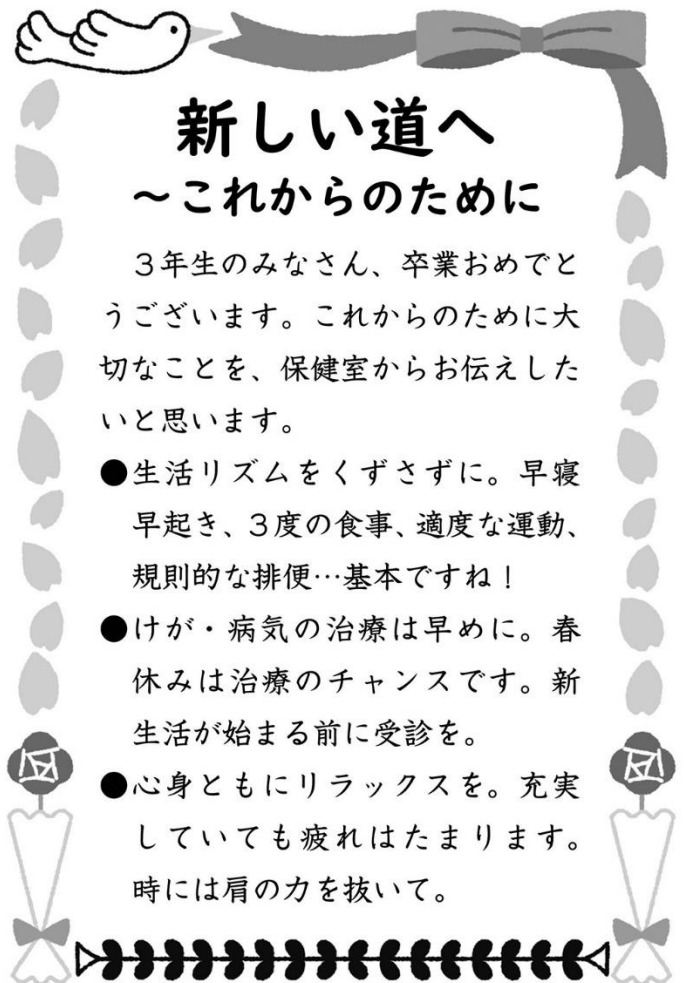 新しい道へ
～これからのために
　３年生のみなさん、卒業おめでと
うございます。これからのために大
切なことを、保健室からお伝えした
いと思います。
●生活リズムをくずさずに。早寝
早起き、３度の食事、適度な運動、
規則的な排便…基本ですね！
●けが・病気の治療は早めに。春
休みは治療のチャンスです。新
生活が始まる前に受診を。
●心身ともにリラックスを。充実
していても疲れはたまります。
時には肩の力を抜いて。